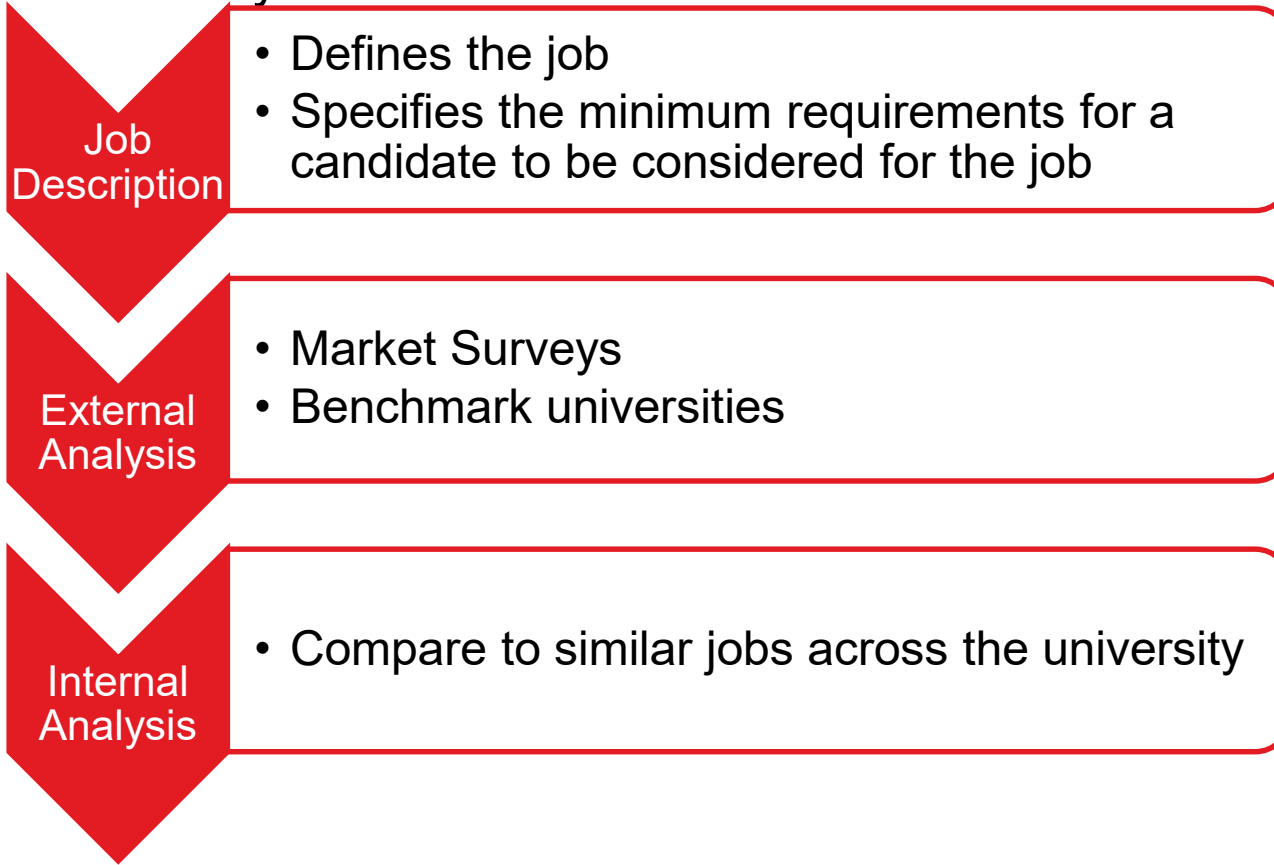 Job
Description
• Defines the job
• Specifies the minimum requirements for a
candidate to be considered for the job
External
Analysis
• Market Surveys
• Benchmark universities
Internal
Analysis
• Compare to similar jobs across the university